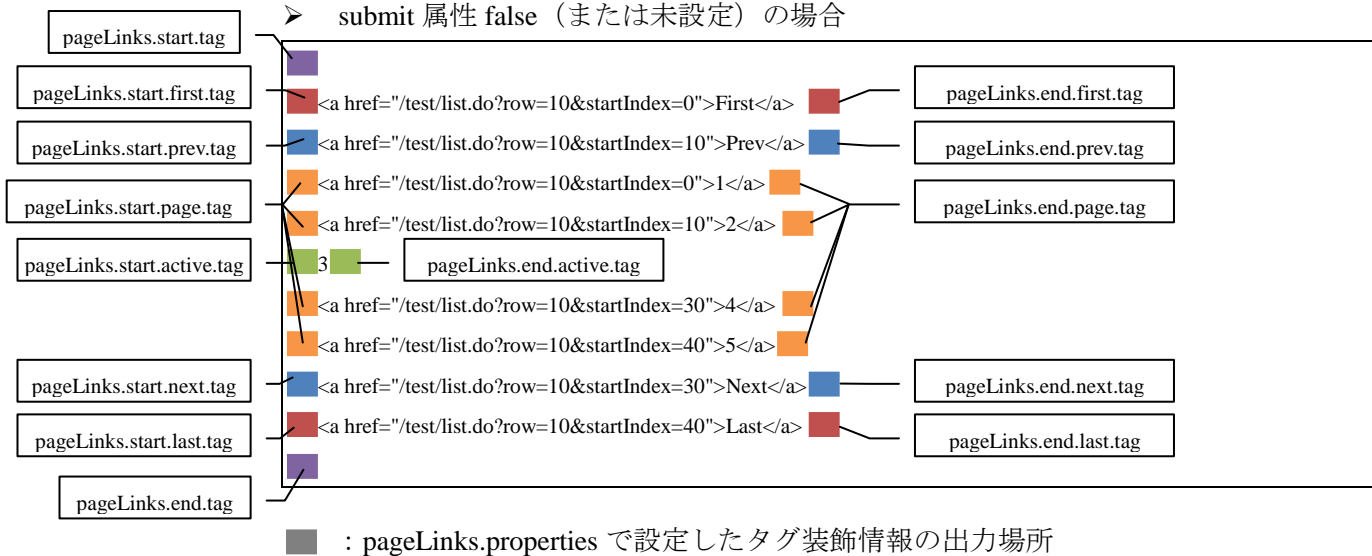 ➢ submit 属性 false（または未設定）の場合
pageLinks.start.tag
pageLinks.start.first.tag <a href="/test/list.do?row=10&startIndex=0">First</a> pageLinks.end.first.tag
pageLinks.start.prev.tag <a href="/test/list.do?row=10&startIndex=10">Prev</a> pageLinks.end.prev.tag
<a href="/test/list.do?row=10&startIndex=0">1</a>
pageLinks.start.page.tag <a href="/test/list.do?row=10&startIndex=10">2</a> pageLinks.end.page.tag
pageLinks.start.active.tag 3 pageLinks.end.active.tag
<a href="/test/list.do?row=10&startIndex=30">4</a>
<a href="/test/list.do?row=10&startIndex=40">5</a>
pageLinks.start.next.tag <a href="/test/list.do?row=10&startIndex=30">Next</a> pageLinks.end.next.tag
pageLinks.start.last.tag <a href="/test/list.do?row=10&startIndex=40">Last</a> pageLinks.end.last.tag
pageLinks.end.tag
：pageLinks.properties で設定したタグ装飾情報の出力場所